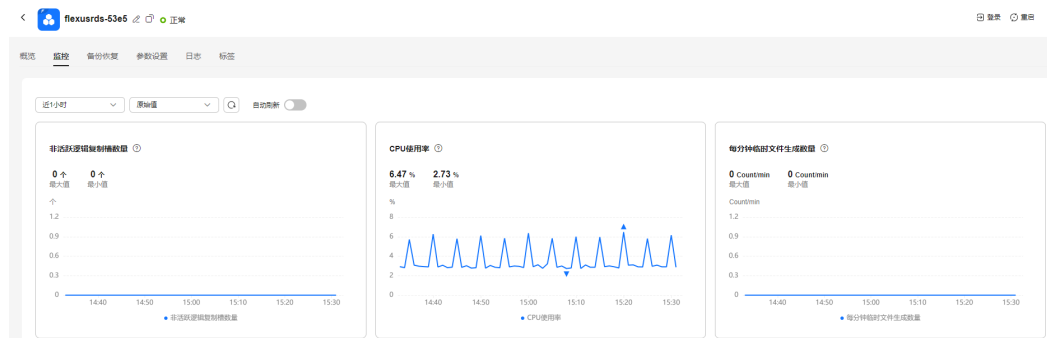 flexusrds-53e5 正常 登录 重启
概览 监控 备份恢复 参数设置 日志 标签
近1小时 原始值 自动刷新
非活跃逻辑复制槽数量
0 个 0 个
最大值 最小值
个
1.2
0.9
0.6
0.3
0
14:40 14:50 15:00 15:10 15:20 15:30
非活跃逻辑复制槽数量
CPU使用率
6.47 % 2.73 %
最大值 最小值
%
8
6
4
2
0
14:40 14:50 15:00 15:10 15:20 15:30
CPU使用率
每分钟临时文件生成数量
0 Count/min 0 Count/min
最大值 最小值
Count/min
1.2
0.9
0.6
0.3
0
14:40 14:50 15:00 15:10 15:20 15:30
每分钟临时文件生成数量